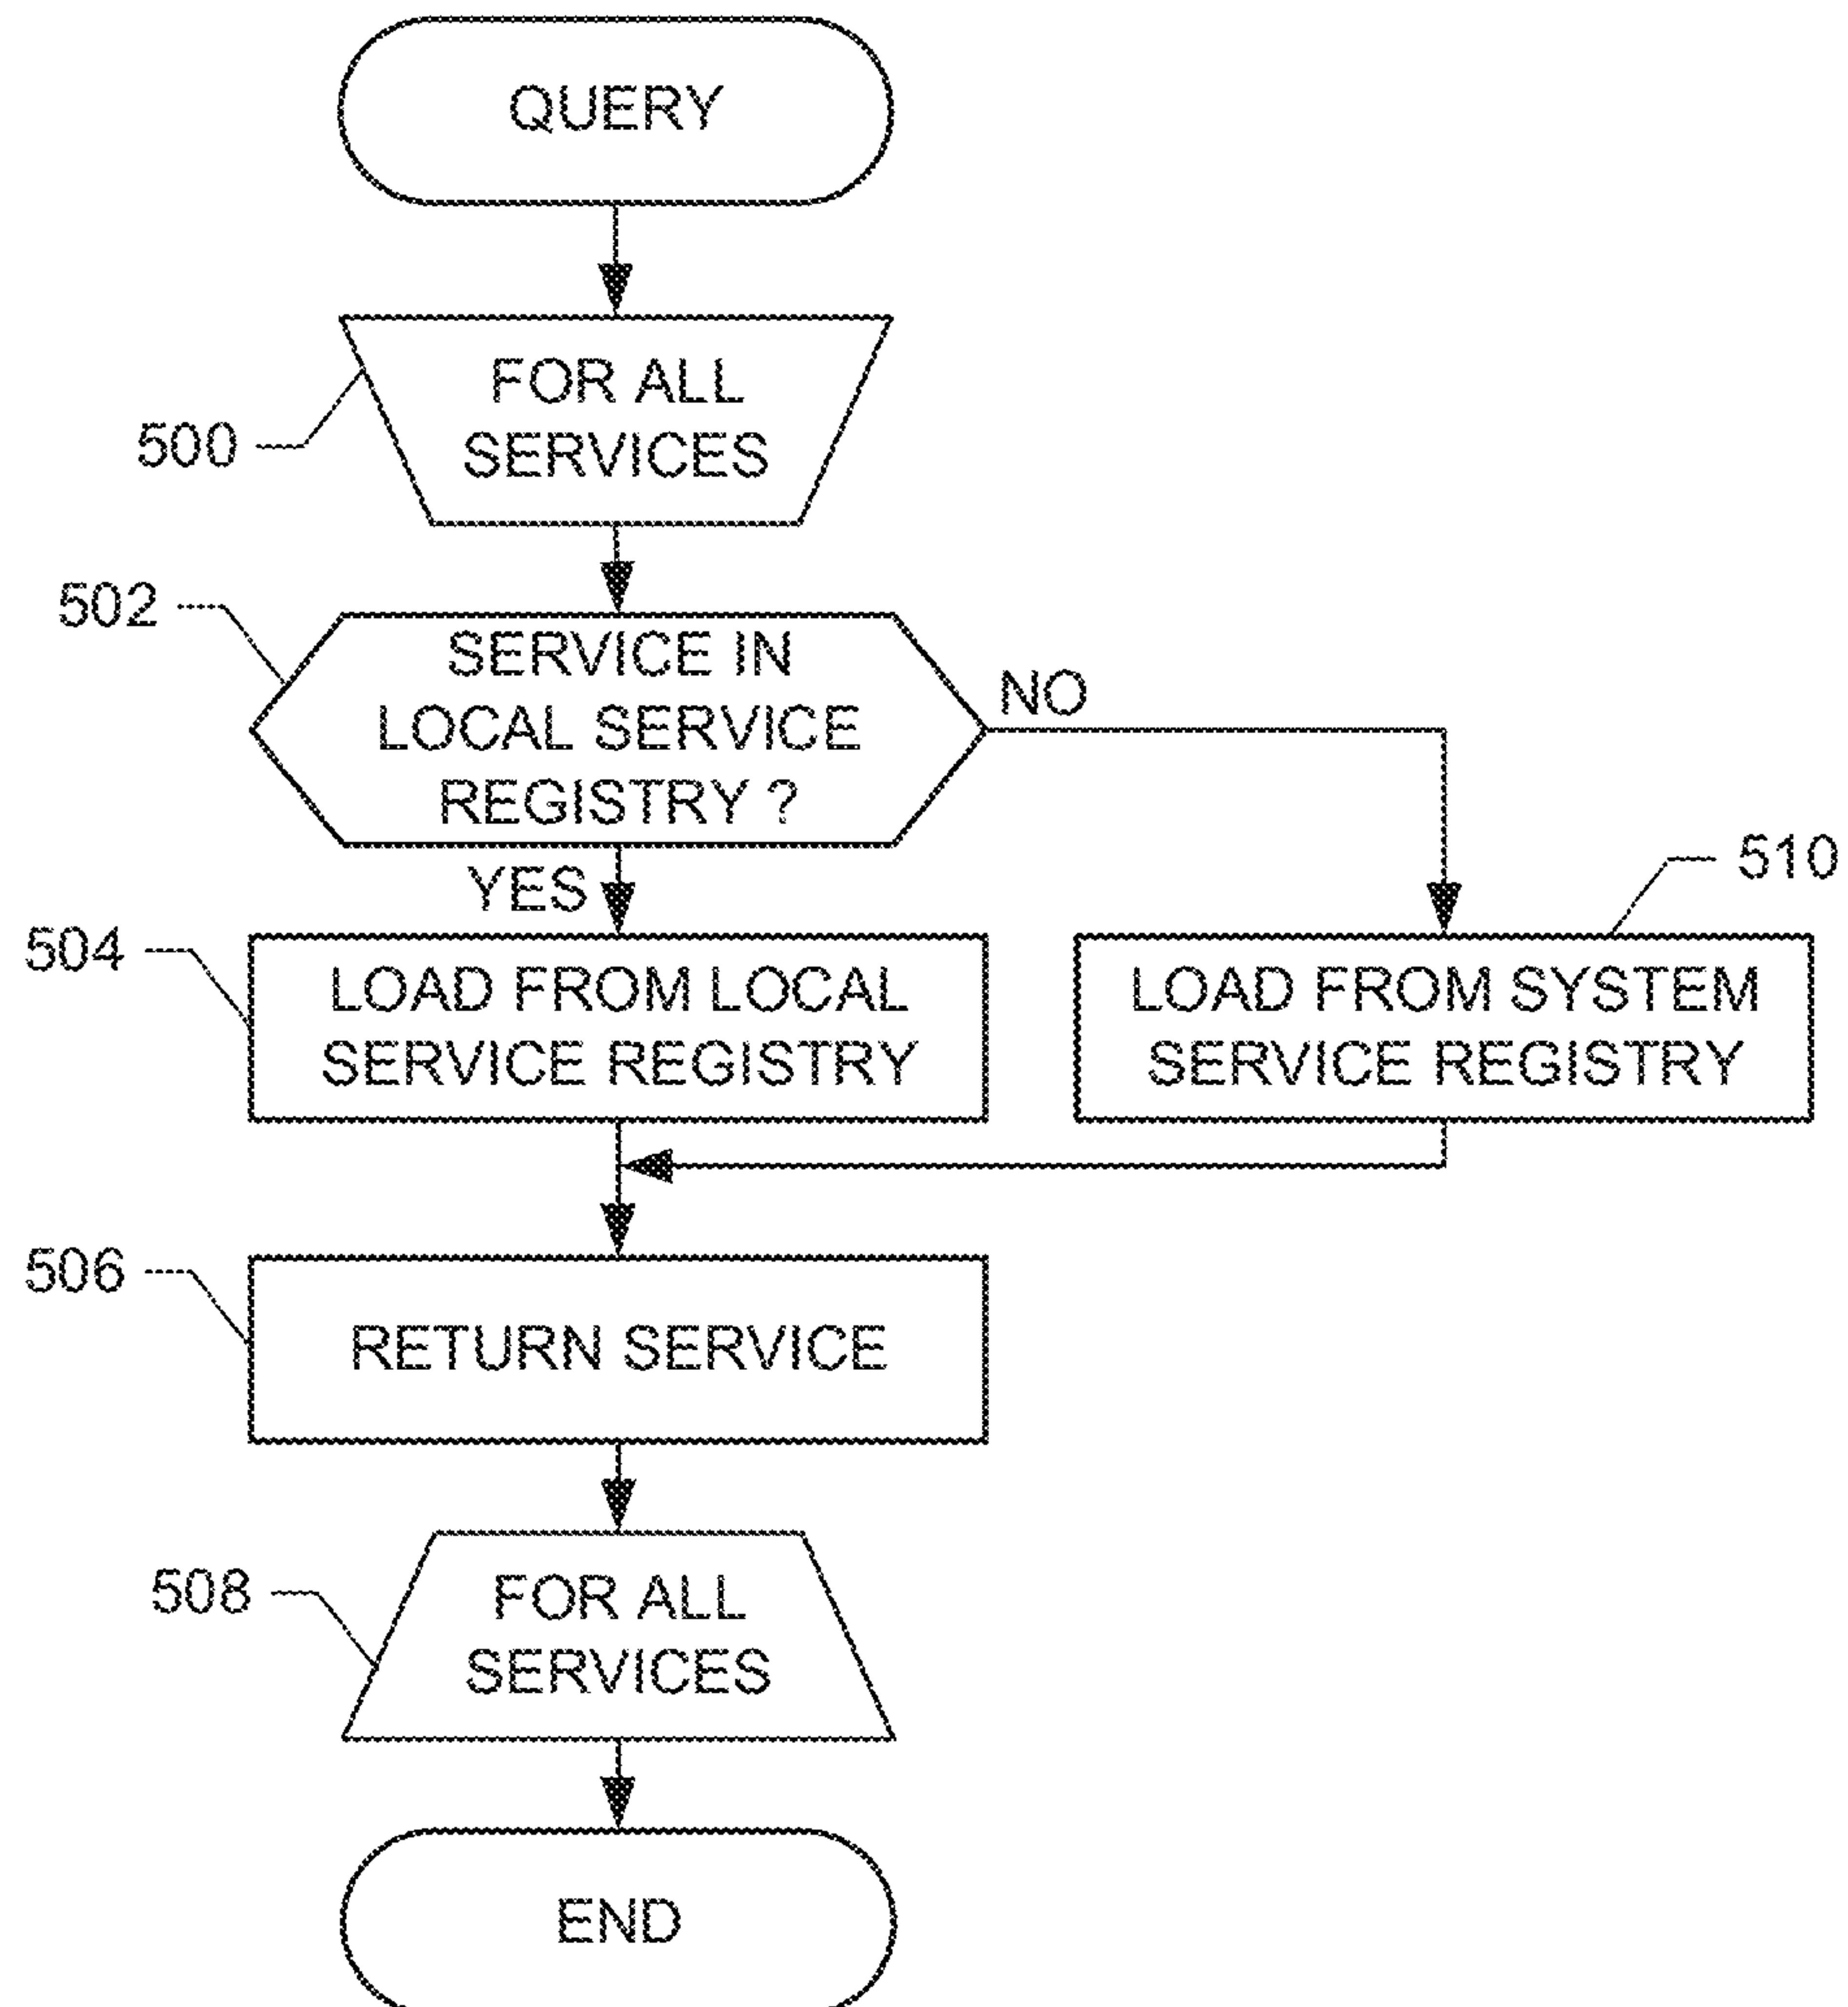 QUERY
FOR ALL
SERVICES
500
502
SERVICE IN
LOCAL SERVICE
REGISTRY ?
NO
YES
510
504
LOAD FROM LOCAL
SERVICE REGISTRY
LOAD FROM SYSTEM
SERVICE REGISTRY
506
RETURN SERVICE
508
FOR ALL
SERVICES
END